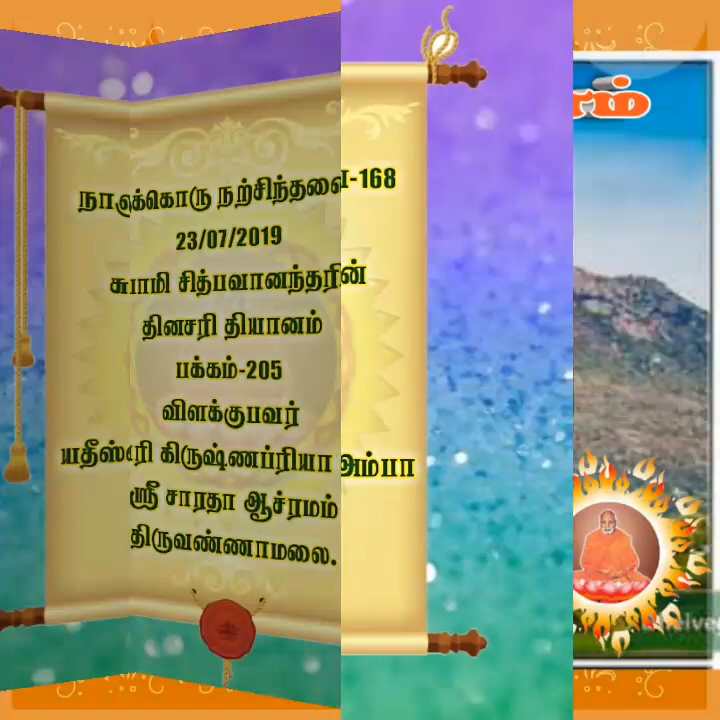 நாளுக்கொரு நற்சிந்தனை-168
23/07/2019
சுவாமி சித்பவானந்தரின்
தினசரி தியானம்
பக்கம்-205
விளக்குபவர்
யதீஸ்வரி கிருஷ்ணப்ரியா அம்பா
ஸ்ரீ சாரதா ஆச்ரமம்
திருவண்ணாமலை.